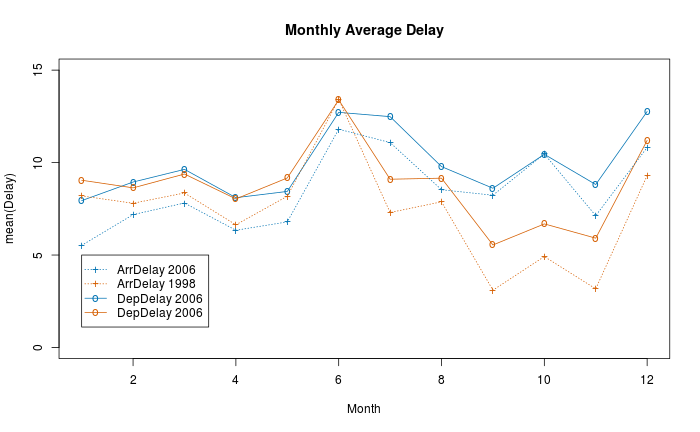 Monthly Average Delay
mean(Delay)
15
10
5
0
ArrDelay 2006
ArrDelay 1998
DepDelay 2006
DepDelay 2006
2 4 6 8 10 12
Month